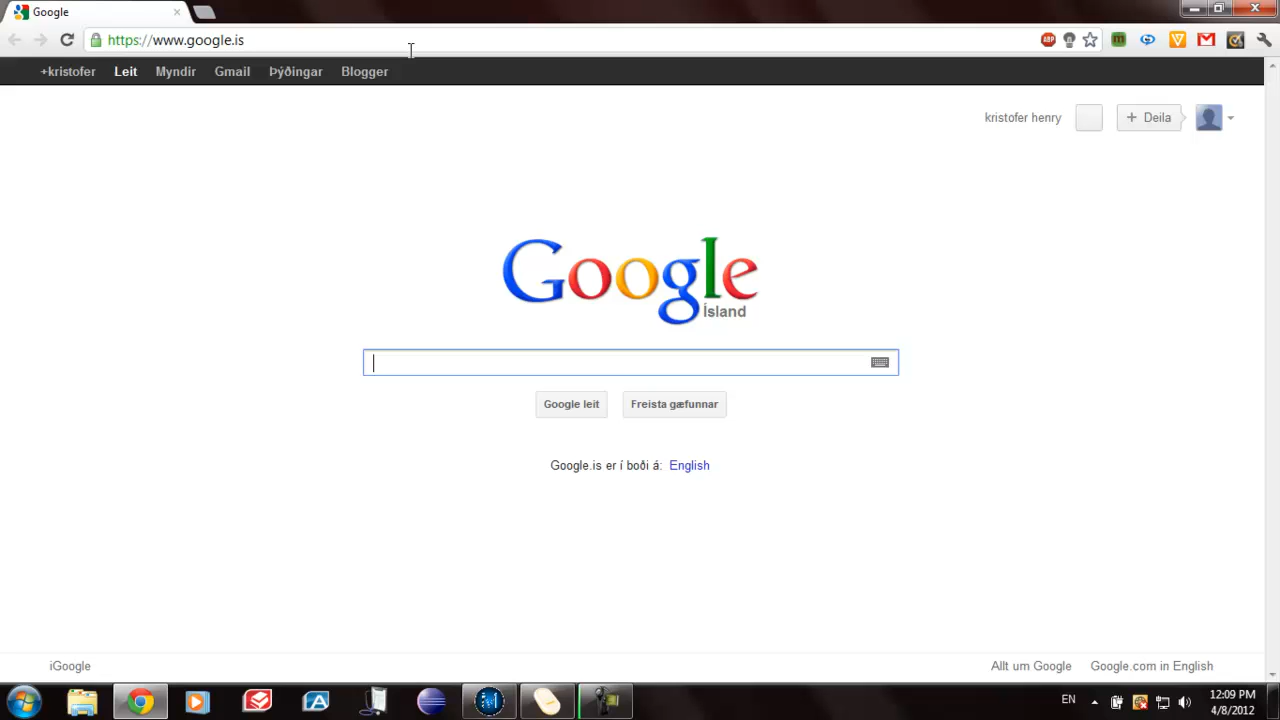 Google
https://www.google.is
ABP
+kristofer Leit Myndir Gmail Þýðingar Blogger
kristofer henry + Deila
Google
Ísland
Google leit Freista gæfunnar
Google.is er í boði á: English
iGoogle Allt um Google Google.com in English
EN 12:09 PM
4/8/2012